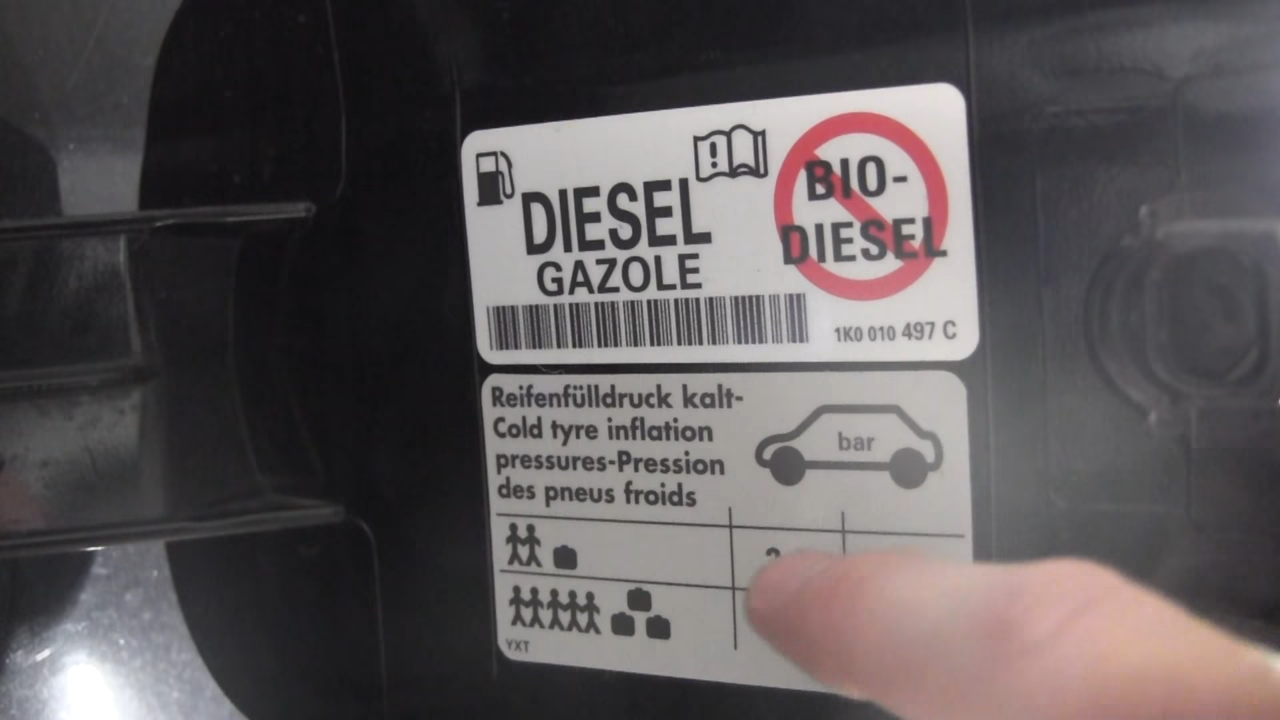 DIESEL
GAZOLE
BIO-
DIESEL
1K0 010 497 C
Reifenfülldruck kalt-
Cold tyre inflation
pressures-Pression
des pneus froids
bar
YXT